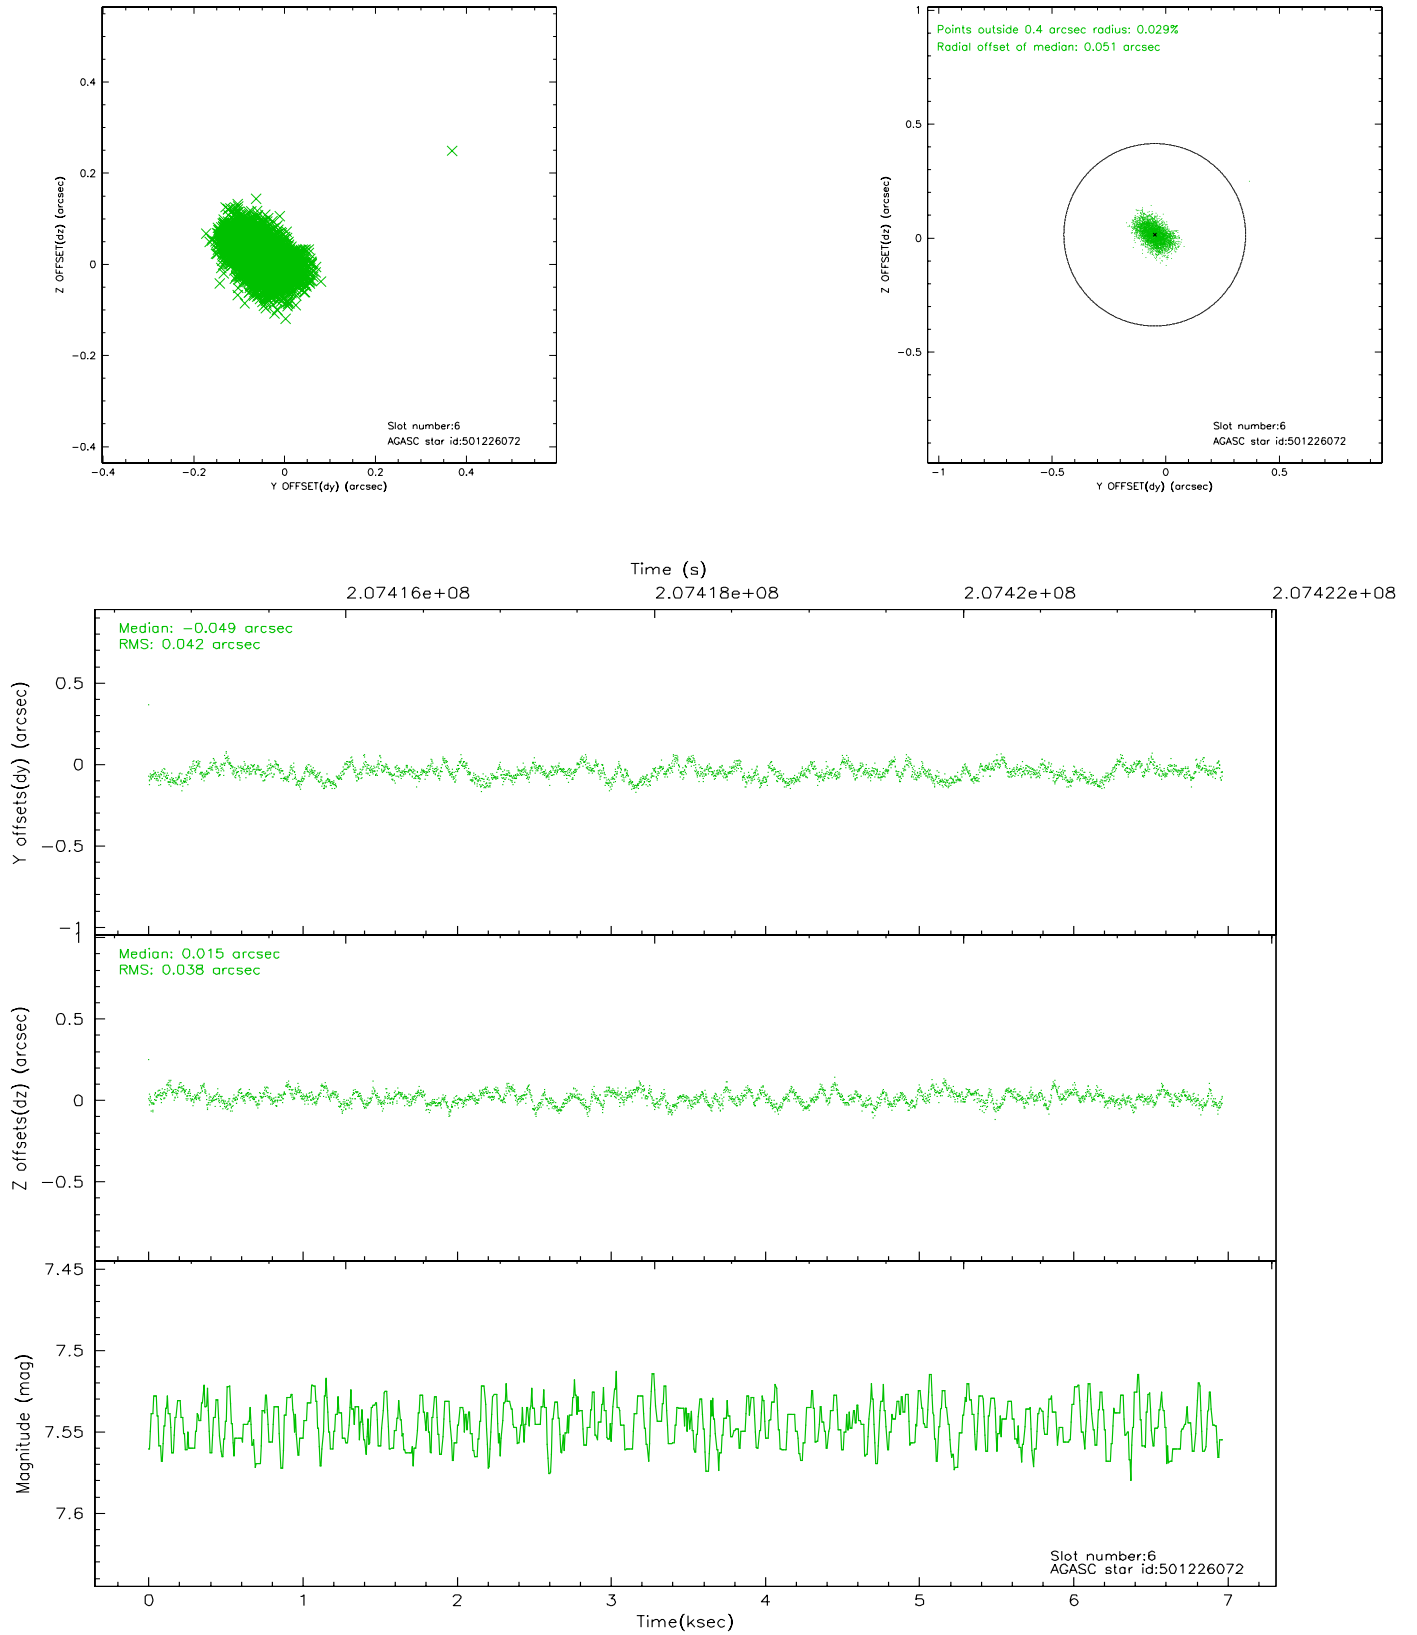 0.4
0.2
0
-0.2
-0.4
Z OFFSET(dz) (arcsec)
Slot number:6
AGASC star id:501226072
-0.4 -0.2 0 0.2 0.4
Y OFFSET(dy) (arcsec)
Points outside 0.4 arcsec radius: 0.029%
Radial offset of median: 0.051 arcsec
1
0.5
0
-0.5
Z OFFSET(dz) (arcsec)
Slot number:6
AGASC star id:501226072
-1 -0.5 0 0.5
Y OFFSET(dy) (arcsec)
Time (s)
2.07416e+08 2.07418e+08 2.0742e+08 2.07422e+08
Median: -0.049 arcsec
RMS: 0.042 arcsec
0.5
0
-0.5
-1
Y offsets(dy) (arcsec)
Median: 0.015 arcsec
RMS: 0.038 arcsec
1
0.5
0
-0.5
Z offsets(dz) (arcsec)
7.45
7.5
7.55
7.6
Magnitude (mag)
Slot number:6
AGASC star id:501226072
0 1 2 3 4 5 6 7
Time(ksec)